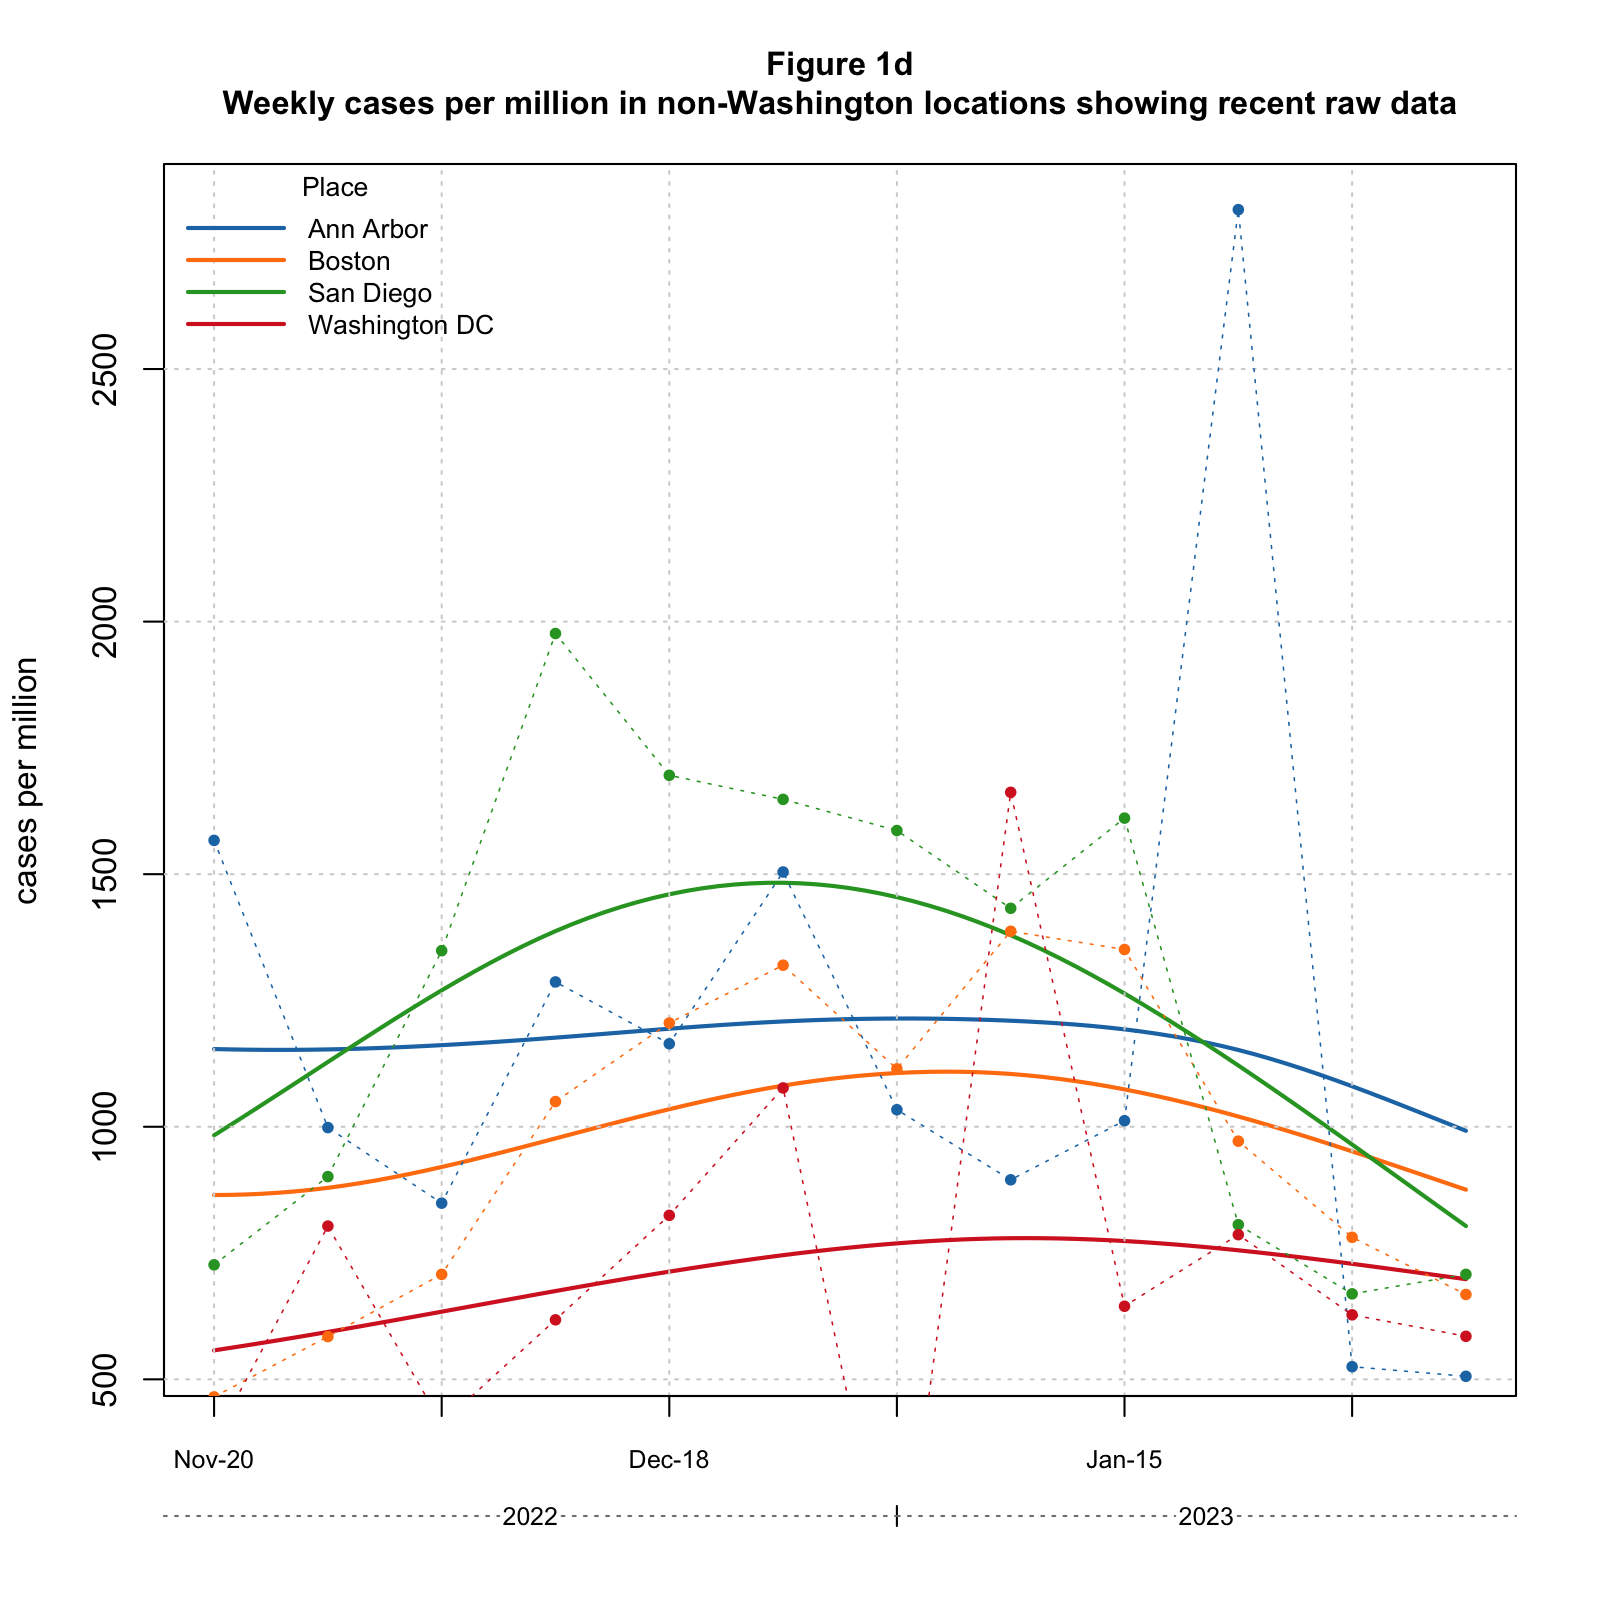 Figure 1d
Weekly cases per million in non-Washington locations showing recent raw data
Place
Ann Arbor
Boston
San Diego
Washington DC
cases per million
2500
2000
1500
1000
500
Nov-20
Dec-18
Jan-15
2022
2023